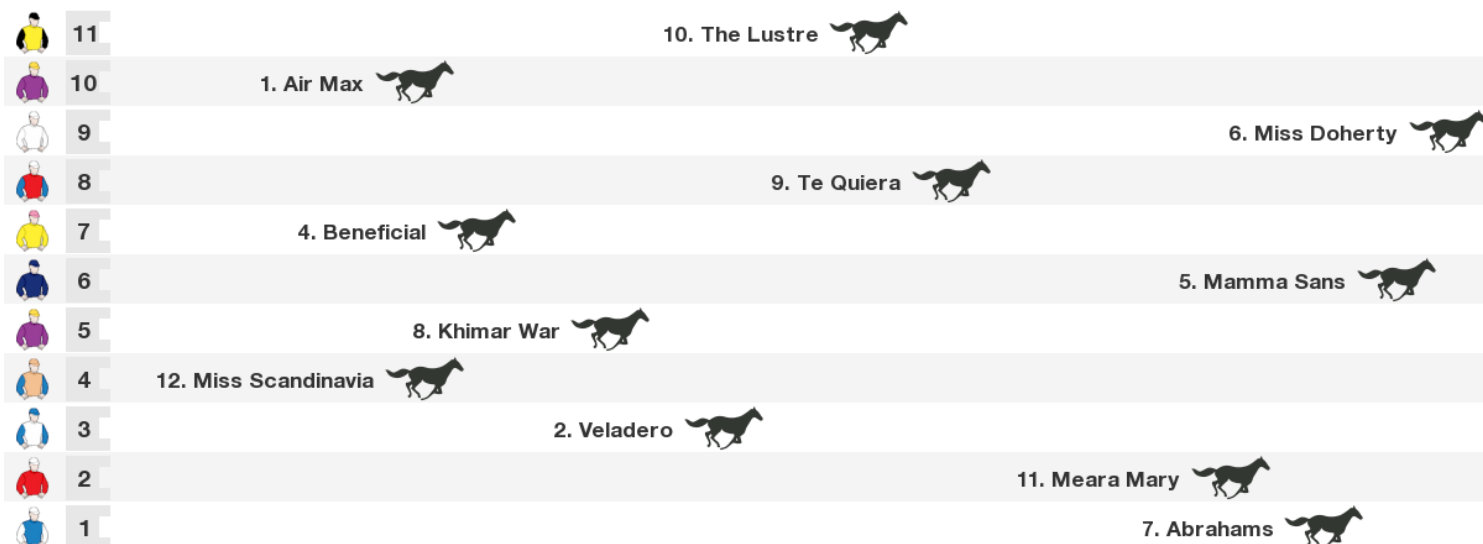 11 10. The Lustre
10 1. Air Max
9 6. Miss Doherty
8 9. Te Quiera
7 4. Beneficial
6 5. Mamma Sans
5 8. Khimar War
4 12. Miss Scandinavia
3 2. Veladero
2 11. Meara Mary
1 7. Abrahams